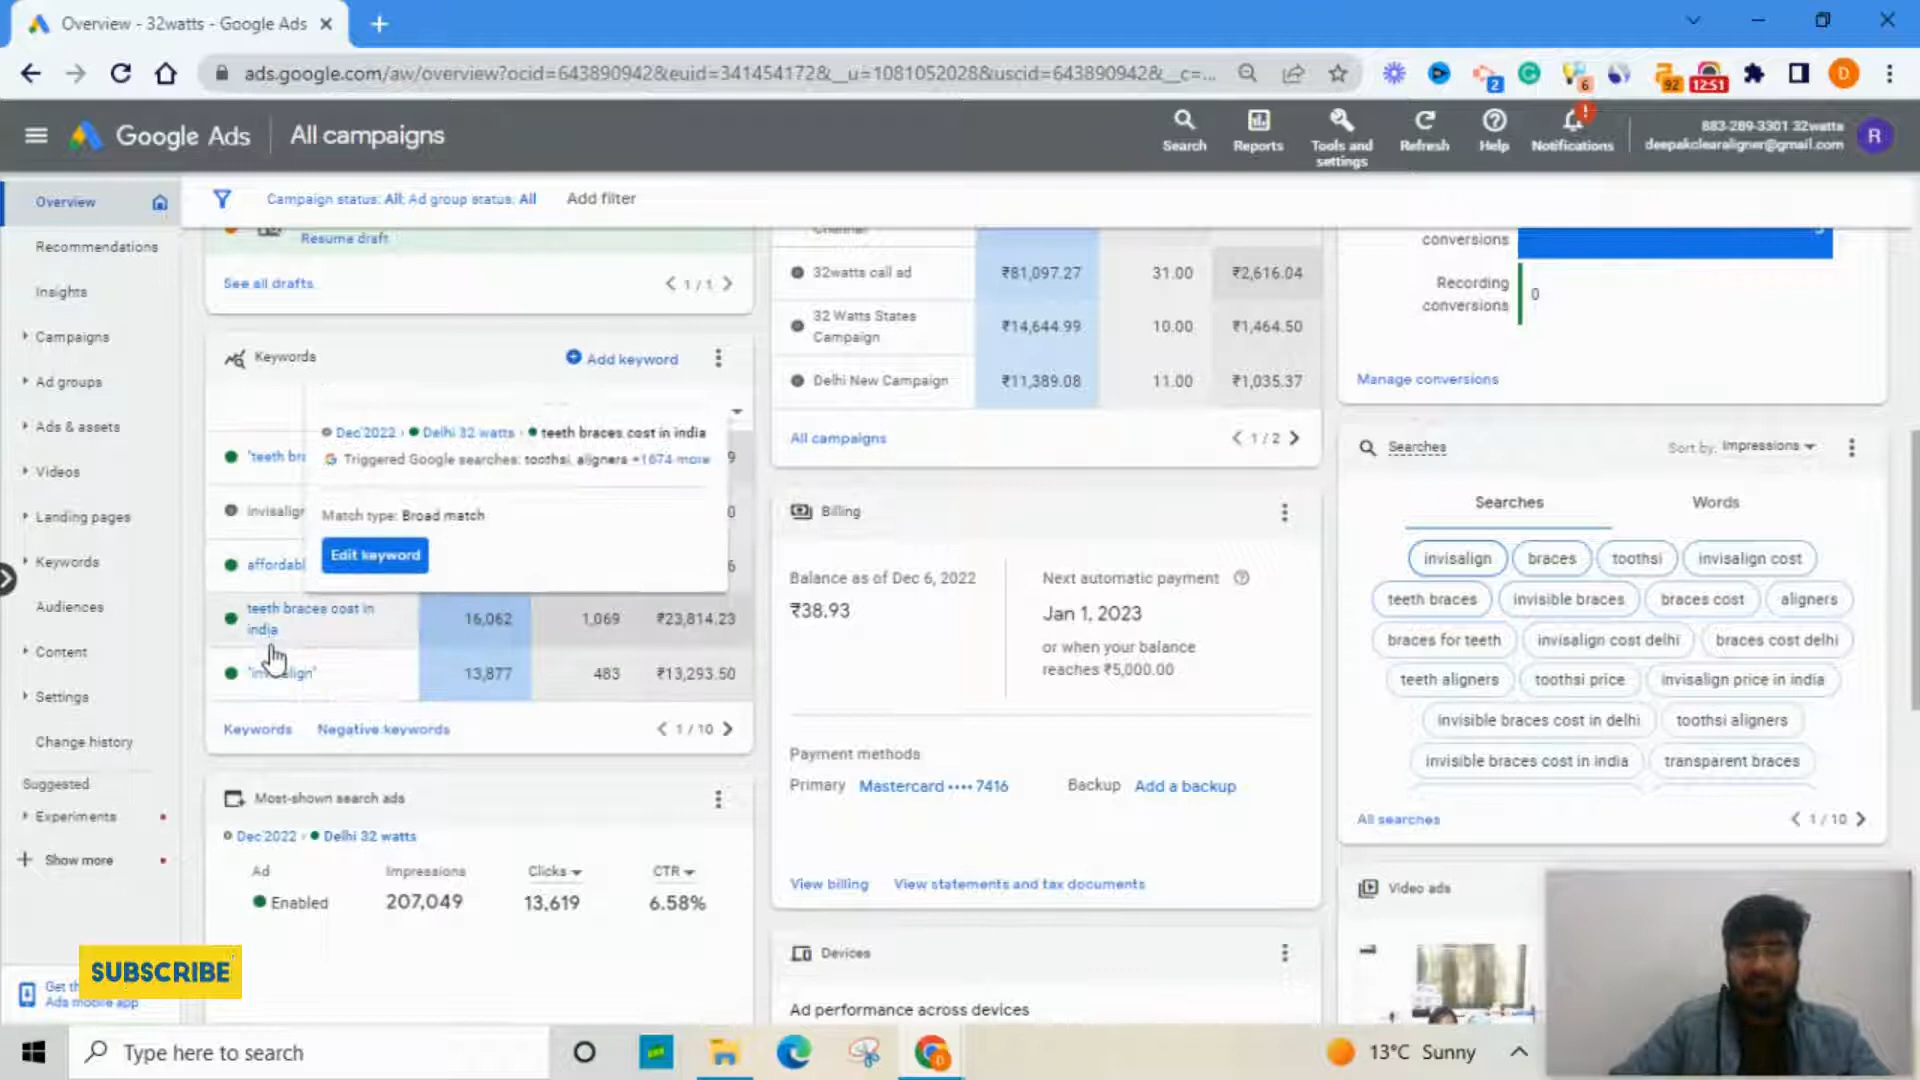 Overview - 32watts - Google Ads
ads.google.com/aw/overview?ocid=643890942&euid=341454172&__u=1081052028&uscid=643890942&__c=...
2
6
92
12:51
D
Google Ads
All campaigns
Search
Reports
Tools and settings
Refresh
Help
Notifications
883-289-3301 32watts
deepakclearaligner@gmail.com
R
Overview
Recommendations
Insights
Campaigns
Ad groups
Ads & assets
Videos
Landing pages
Keywords
Audiences
Content
Settings
Change history
Suggested
Experiments
Show more
Ads mobile app
SUBSCRIBE
Campaign status: All; Ad group status: All
Add filter
Resume draft
See all drafts
1 / 1
Keywords
Add keyword
Dec'2022 › Delhi 32 watts › teeth braces cost in india
Triggered Google searches: toothsi, aligners +1674 more
Match type: Broad match
Edit keyword
teeth braces cost in india
16,062
1,069
₹23,814.23
13,877
483
₹13,293.50
Keywords
Negative keywords
1 / 10
Most-shown search ads
Dec'2022 › Delhi 32 watts
Ad
Impressions
Clicks
CTR
Enabled
207,049
13,619
6.58%
32watts call ad
₹81,097.27
31.00
₹2,616.04
32 Watts States Campaign
₹14,644.99
10.00
₹1,464.50
Delhi New Campaign
₹11,389.08
11.00
₹1,035.37
All campaigns
1 / 2
Billing
Balance as of Dec 6, 2022
₹38.93
Next automatic payment
Jan 1, 2023
or when your balance
reaches ₹5,000.00
Payment methods
Primary
Mastercard •••• 7416
Backup
Add a backup
View billing
View statements and tax documents
Devices
Ad performance across devices
conversions
Recording conversions
0
Manage conversions
Searches
Sort by: Impressions
Searches
Words
invisalign
braces
toothsi
invisalign cost
teeth braces
invisible braces
braces cost
aligners
braces for teeth
invisalign cost delhi
braces cost delhi
teeth aligners
toothsi price
invisalign price in india
invisible braces cost in delhi
toothsi aligners
invisible braces cost in india
transparent braces
All searches
1 / 10
Video ads
Type here to search
13°C Sunny